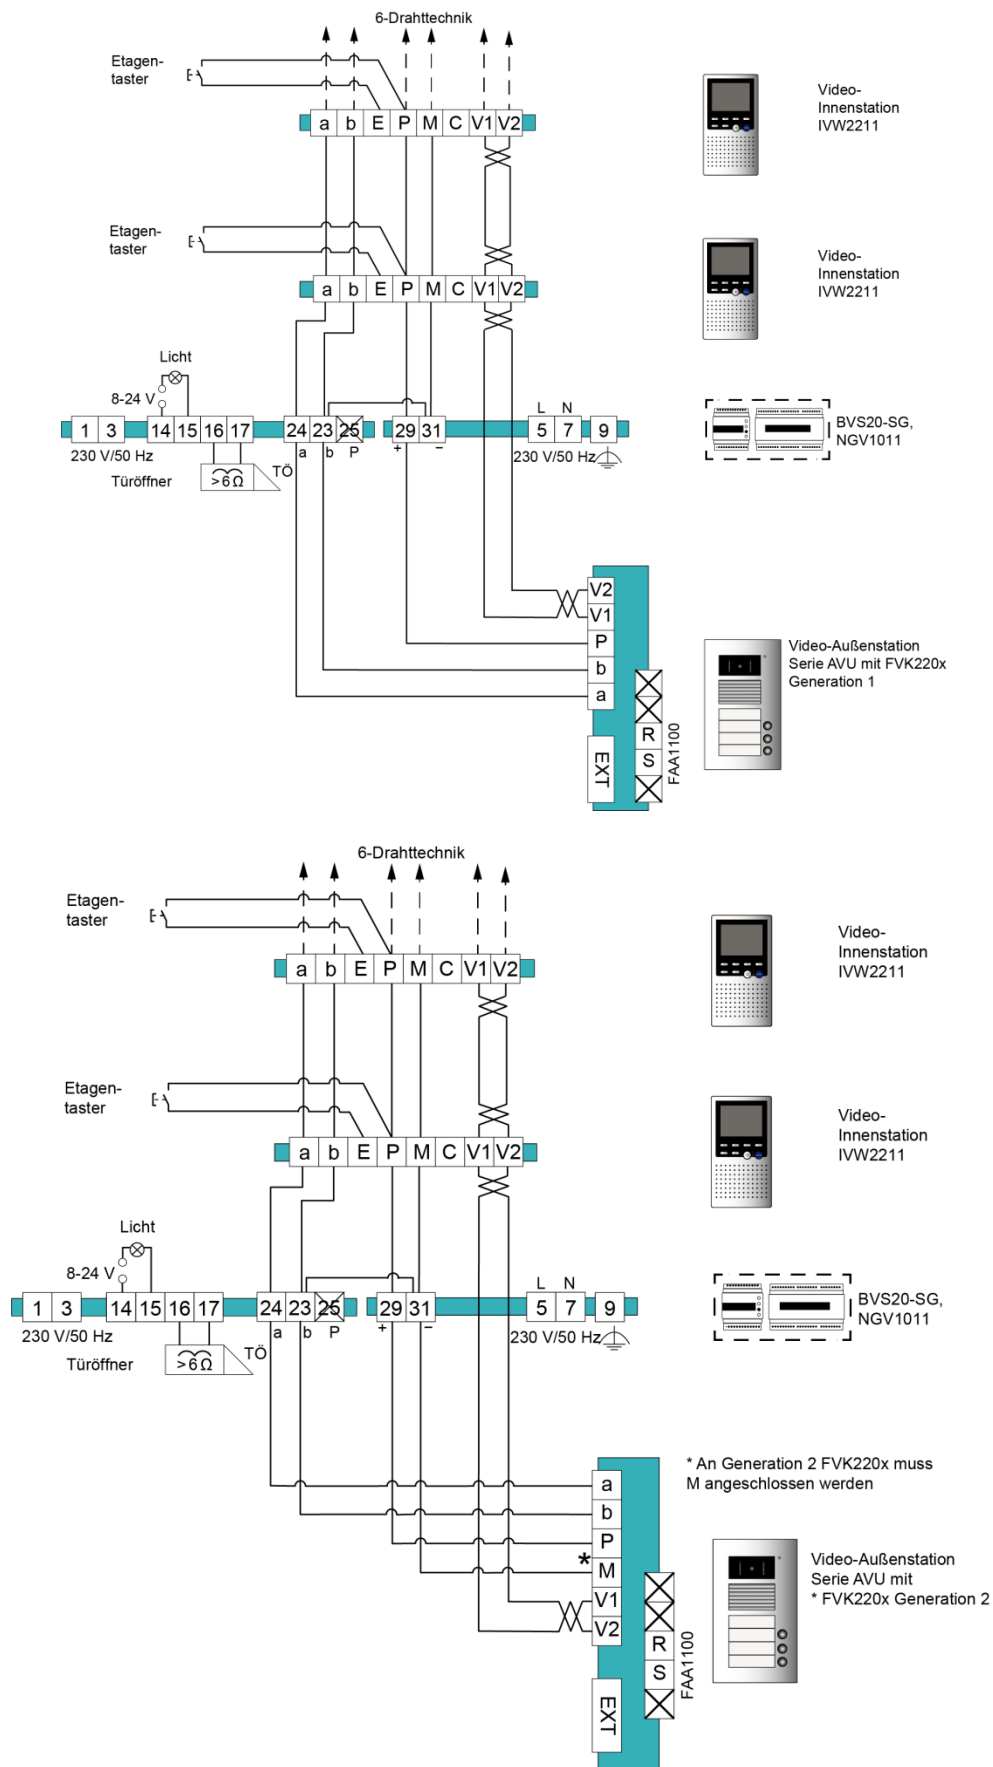 6-Drahttechnik
Etagen-
taster
a b E P M C V1 V2
Video-
Innenstation
IVW2211
Etagen-
taster
a b E P M C V1 V2
Video-
Innenstation
IVW2211
Licht
8-24 V
1 3 14 15 16 17 24 23 25 29 31 5 7 9
L N
230 V/50 Hz
a b P + –
230 V/50 Hz
Türöffner
>6 Ω
TÖ
BVS20-SG,
NGV1011
V2
V1
P
b
a
R
S
EXT
FAA1100
Video-Außenstation
Serie AVU mit FVK220x
Generation 1
6-Drahttechnik
Etagen-
taster
a b E P M C V1 V2
Video-
Innenstation
IVW2211
Etagen-
taster
a b E P M C V1 V2
Video-
Innenstation
IVW2211
Licht
8-24 V
1 3 14 15 16 17 24 23 25 29 31 5 7 9
L N
230 V/50 Hz
a b P + –
230 V/50 Hz
Türöffner
>6 Ω
TÖ
BVS20-SG,
NGV1011
* An Generation 2 FVK220x muss
M angeschlossen werden
a
b
P
* M
V1
V2
R
S
EXT
FAA1100
Video-Außenstation
Serie AVU mit
* FVK220x Generation 2